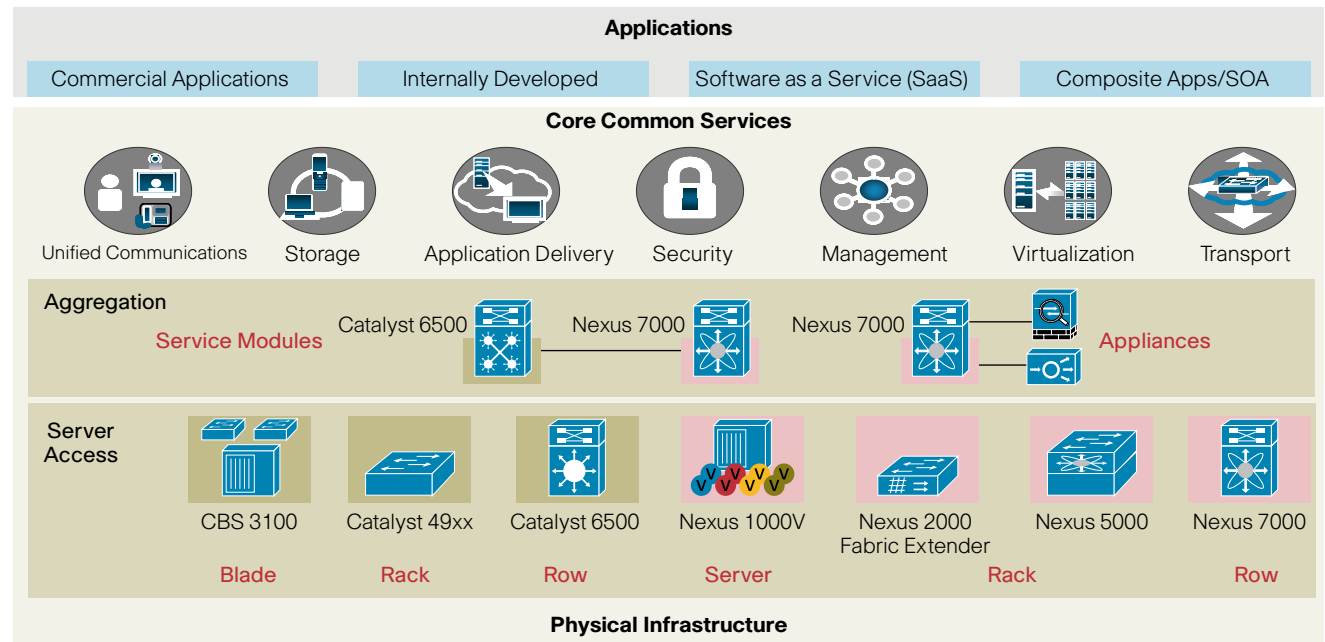 Applications
Commercial Applications
Internally Developed
Software as a Service (SaaS)
Composite Apps/SOA
Core Common Services
Unified Communications
Storage
Application Delivery
Security
Management
Virtualization
Transport
Aggregation
Service Modules
Catalyst 6500
Nexus 7000
Nexus 7000
Appliances
Server
Access
V V V V
V V V V
CBS 3100
Catalyst 49xx
Catalyst 6500
Nexus 1000V
Nexus 2000
Fabric Extender
Nexus 5000
Nexus 7000
Blade
Rack
Row
Server
Rack
Row
Physical Infrastructure